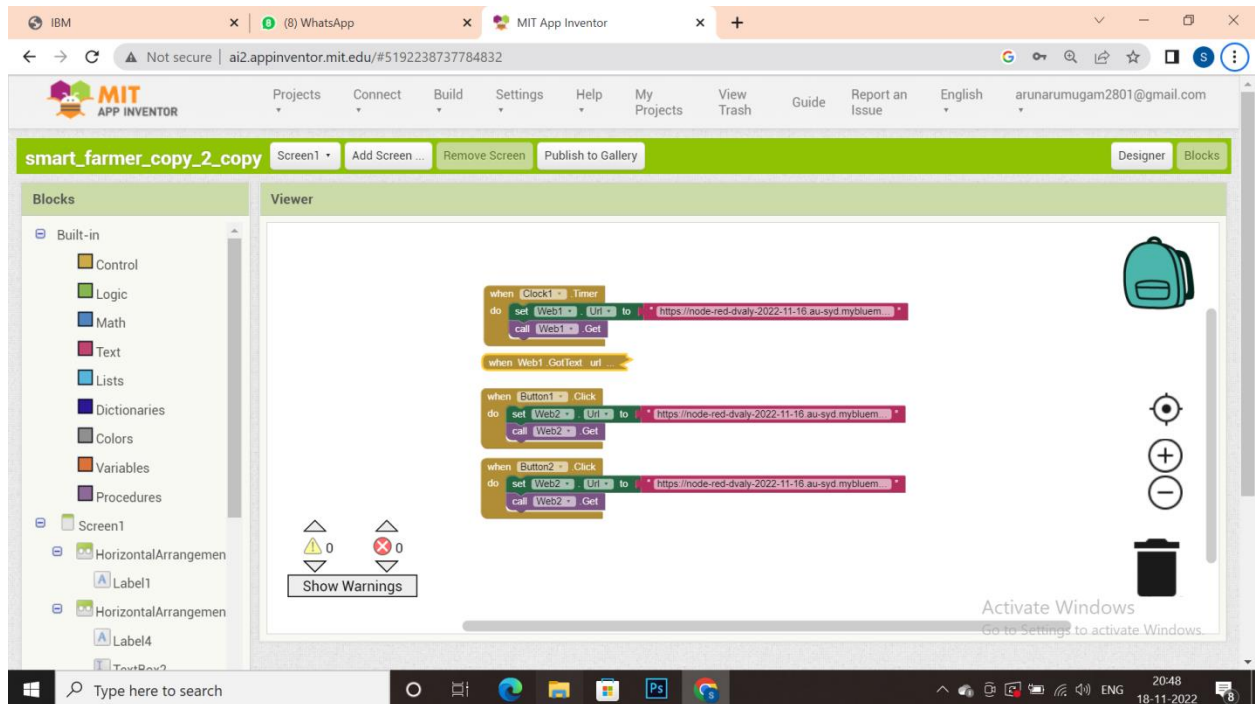 IBM
(8) WhatsApp
MIT App Inventor
Not secure | ai2.appinventor.mit.edu/#5192238737784832
S
MIT
APP INVENTOR
Projects Connect Build Settings Help My Projects View Trash Guide Report an Issue English arunarumugam2801@gmail.com
smart_farmer_copy_2_copy Screen1 Add Screen ... Remove Screen Publish to Gallery Designer Blocks
Blocks
Viewer
Built-in
Control
Logic
Math
Text
Lists
Dictionaries
Colors
Variables
Procedures
Screen1
HorizontalArrangemen
Label1
HorizontalArrangemen
Label4
TextBox2
when Clock1 .Timer
do set Web1 . Url to " https://node-red-dvaly-2022-11-16.au-syd.mybluem... "
call Web1 .Get
when Web1 .GotText url ...
when Button1 .Click
do set Web2 . Url to " https://node-red-dvaly-2022-11-16.au-syd.mybluem... "
call Web2 .Get
when Button2 .Click
do set Web2 . Url to " https://node-red-dvaly-2022-11-16.au-syd.mybluem... "
call Web2 .Get
0 0
Show Warnings
Activate Windows
Go to Settings to activate Windows.
Type here to search
Ps
ENG
20:48
18-11-2022
8